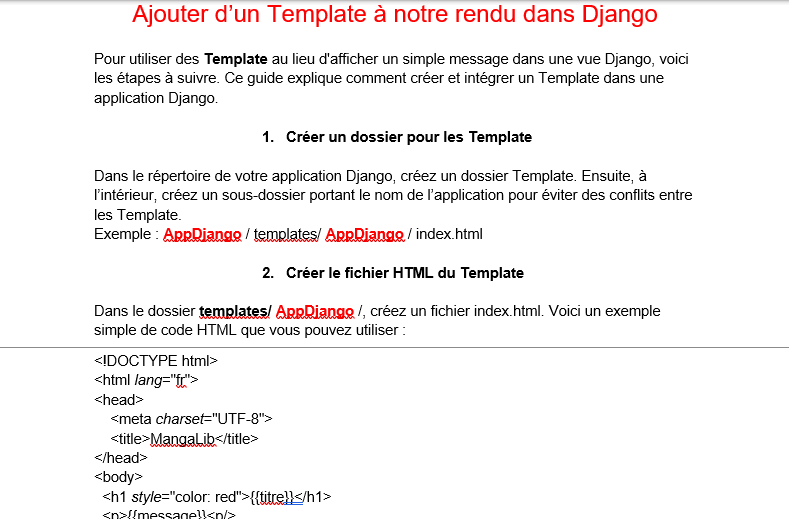 Ajouter d’un Template à notre rendu dans Django
Pour utiliser des Template au lieu d'afficher un simple message dans une vue Django, voici
les étapes à suivre. Ce guide explique comment créer et intégrer un Template dans une
application Django.
1. Créer un dossier pour les Template
Dans le répertoire de votre application Django, créez un dossier Template. Ensuite, à
l’intérieur, créez un sous-dossier portant le nom de l’application pour éviter des conflits entre
les Template.
Exemple : AppDjango / templates/ AppDjango / index.html
2. Créer le fichier HTML du Template
Dans le dossier templates/ AppDjango /, créez un fichier index.html. Voici un exemple
simple de code HTML que vous pouvez utiliser :
<!DOCTYPE html>
<html lang="fr">
<head>
<meta charset="UTF-8">
<title>MangaLib</title>
</head>
<body>
<h1 style="color: red">{{titre}}</h1>
<p>{{message}}<p/>